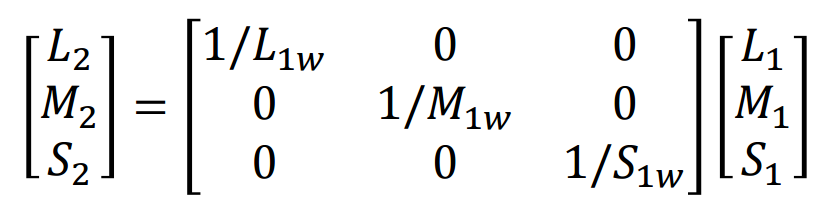 [L₂ M₂ S₂] = [1/L₁w 0 0; 0 1/M₁w 0; 0 0 1/S₁w] [L₁ M₁ S₁]